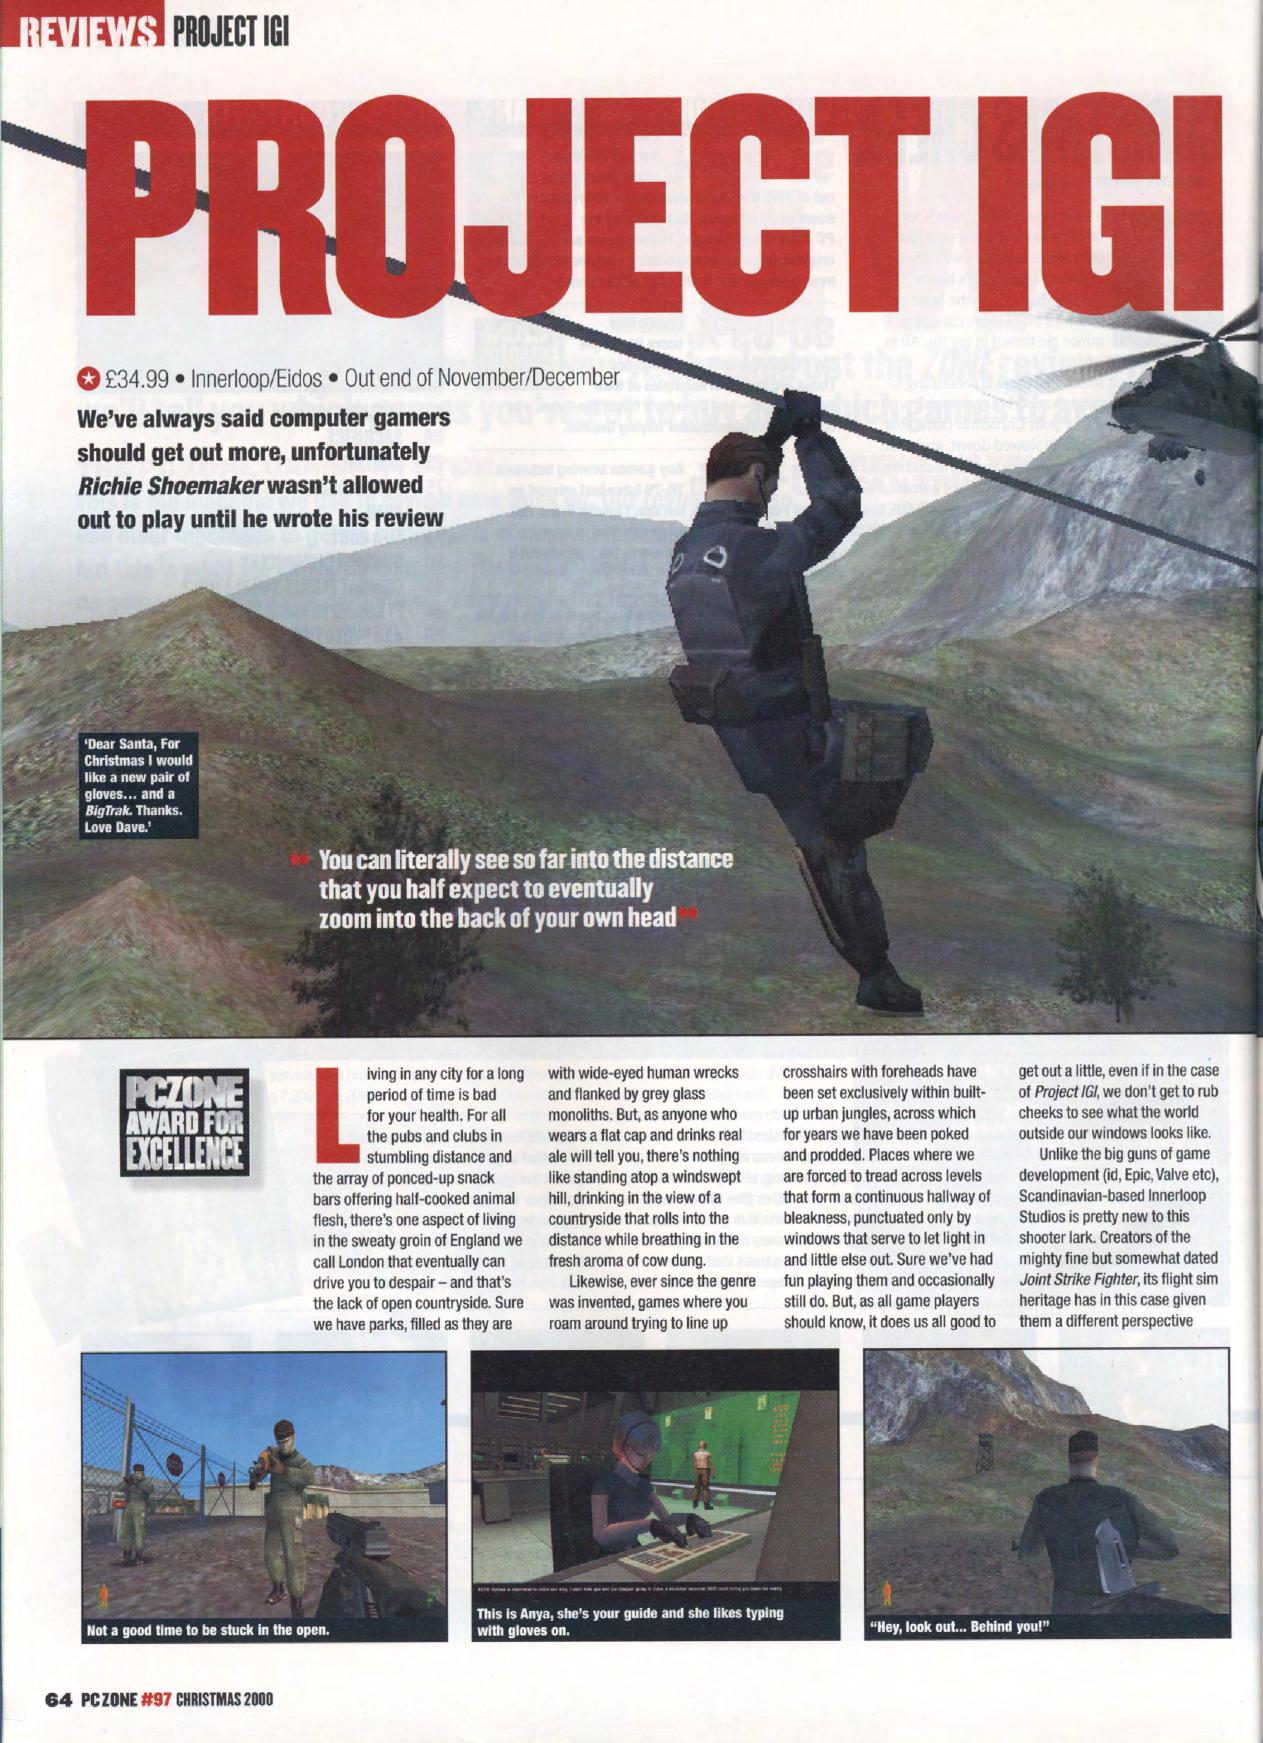 REVIEWS PROJECT IGI
PROJECT IGI
£34.99 • Innerloop/Eidos • Out end of November/December
We've always said computer gamers
should get out more, unfortunately
Richie Shoemaker wasn't allowed
out to play until he wrote his review
'Dear Santa, For
Christmas I would
like a new pair of
gloves... and a
BigTrak. Thanks.
Love Dave.'
"You can literally see so far into the distance
that you half expect to eventually
zoom into the back of your own head"
PCZONE
AWARD FOR
EXCELLENCE
Living in any city for a long
period of time is bad
for your health. For all
the pubs and clubs in
stumbling distance and
the array of ponced-up snack
bars offering half-cooked animal
flesh, there's one aspect of living
in the sweaty groin of England we
call London that eventually can
drive you to despair – and that's
the lack of open countryside. Sure
we have parks, filled as they are
with wide-eyed human wrecks
and flanked by grey glass
monoliths. But, as anyone who
wears a flat cap and drinks real
ale will tell you, there's nothing
like standing atop a windswept
hill, drinking in the view of a
countryside that rolls into the
distance while breathing in the
fresh aroma of cow dung.
Likewise, ever since the genre
was invented, games where you
roam around trying to line up
crosshairs with foreheads have
been set exclusively within built-
up urban jungles, across which
for years we have been poked
and prodded. Places where we
are forced to tread across levels
that form a continuous hallway of
bleakness, punctuated only by
windows that serve to let light in
and little else out. Sure we've had
fun playing them and occasionally
still do. But, as all game players
should know, it does us all good to
get out a little, even if in the case
of Project IGI, we don't get to rub
cheeks to see what the world
outside our windows looks like.
Unlike the big guns of game
development (id, Epic, Valve etc),
Scandinavian-based Innerloop
Studios is pretty new to this
shooter lark. Creators of the
mighty fine but somewhat dated
Joint Strike Fighter, its flight sim
heritage has in this case given
them a different perspective
Not a good time to be stuck in the open.
This is Anya, she's your guide and she likes typing
with gloves on.
"Hey, look out... Behind you!"
64 PCZONE #97 CHRISTMAS 2000